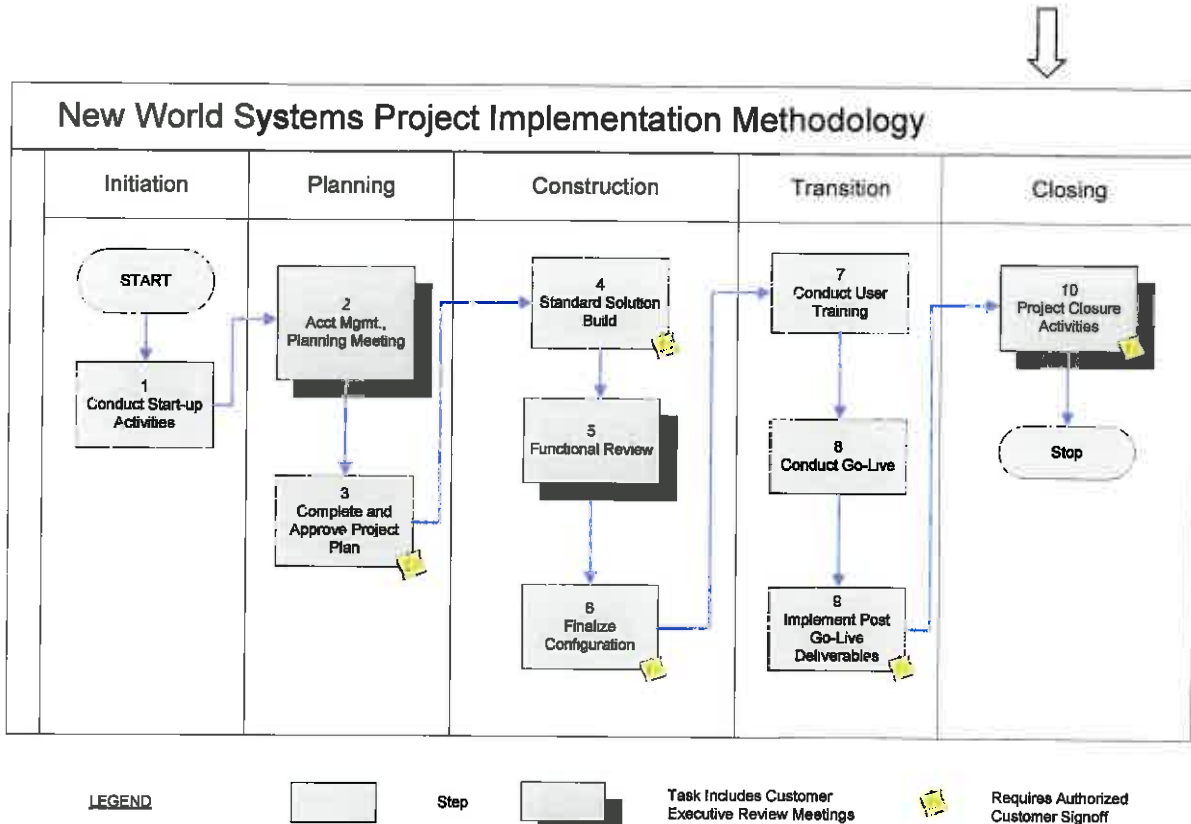 New World Systems Project Implementation Methodology
Initiation
Planning
Construction
Transition
Closing
START
1
Conduct Start-up
Activities
2
Acct Mgmt.,
Planning Meeting
3
Complete and
Approve Project
Plan
4
Standard Solution
Build
5
Functional Review
6
Finalize
Configuration
7
Conduct User
Training
8
Conduct Go-Live
9
Implement Post
Go-Live
Deliverables
10
Project Closure
Activities
Stop
LEGEND
Step
Task Includes Customer
Executive Review Meetings
Requires Authorized
Customer Signoff